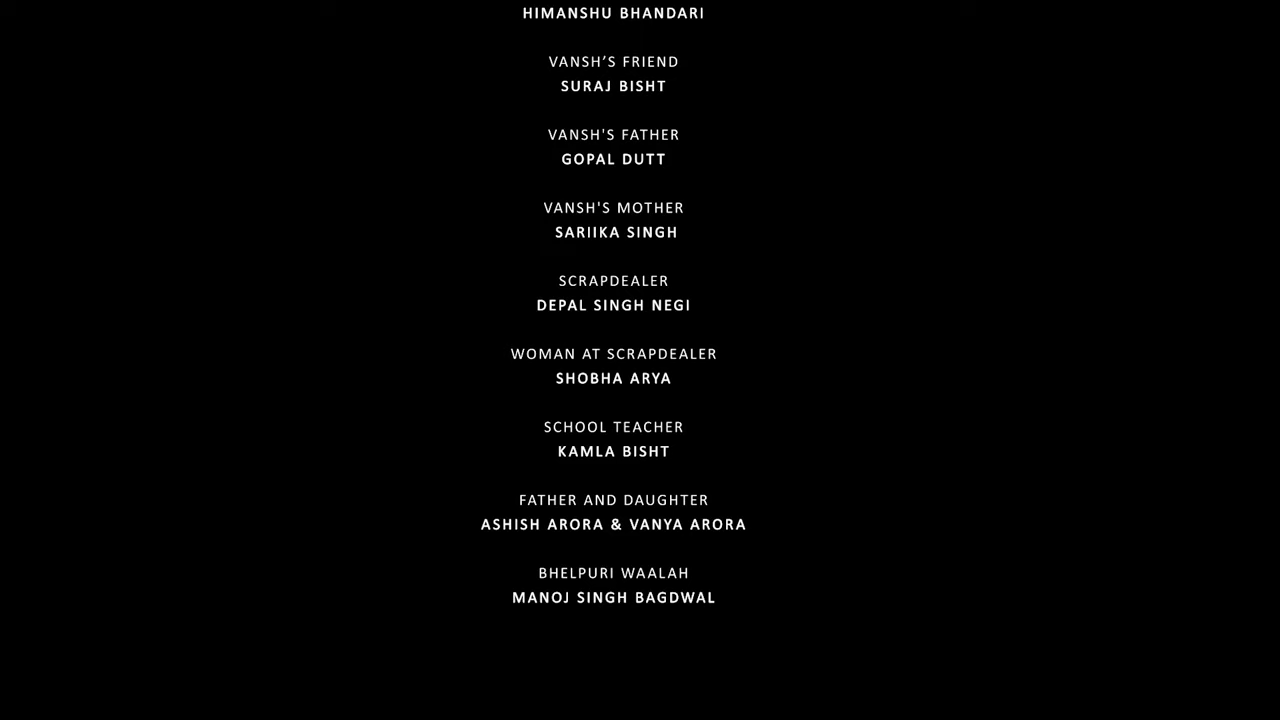 HIMANSHU BHANDARI
VANSH’S FRIEND
SURAJ BISHT
VANSH'S FATHER
GOPAL DUTT
VANSH'S MOTHER
SARIIKA SINGH
SCRAPDEALER
DEPAL SINGH NEGI
WOMAN AT SCRAPDEALER
SHOBHA ARYA
SCHOOL TEACHER
KAMLA BISHT
FATHER AND DAUGHTER
ASHISH ARORA & VANYA ARORA
BHELPURI WAALAH
MANOJ SINGH BAGDWAL